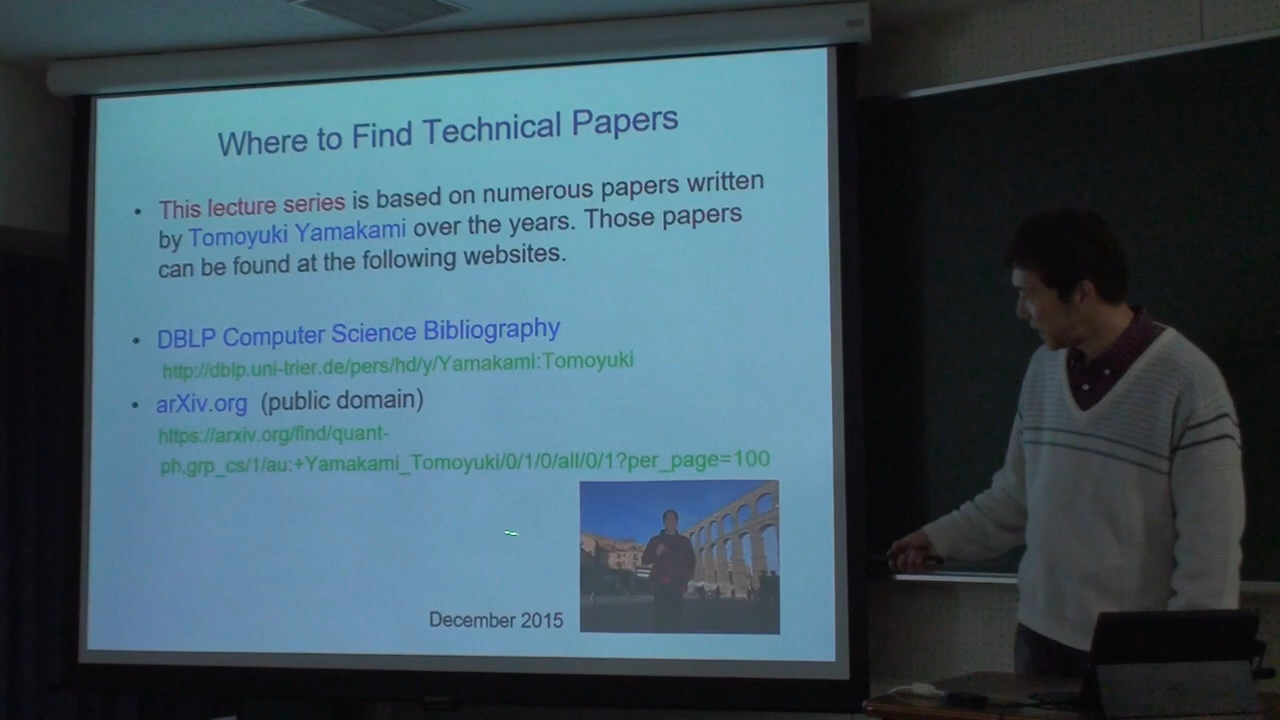 Where to Find Technical Papers
• This lecture series is based on numerous papers written
by Tomoyuki Yamakami over the years. Those papers
can be found at the following websites.
• DBLP Computer Science Bibliography
http://dblp.uni-trier.de/pers/hd/y/Yamakami:Tomoyuki
• arXiv.org (public domain)
https://arxiv.org/find/quant-
ph,grp_cs/1/au:+Yamakami_Tomoyuki/0/1/0/all/0/1?per_page=100
December 2015